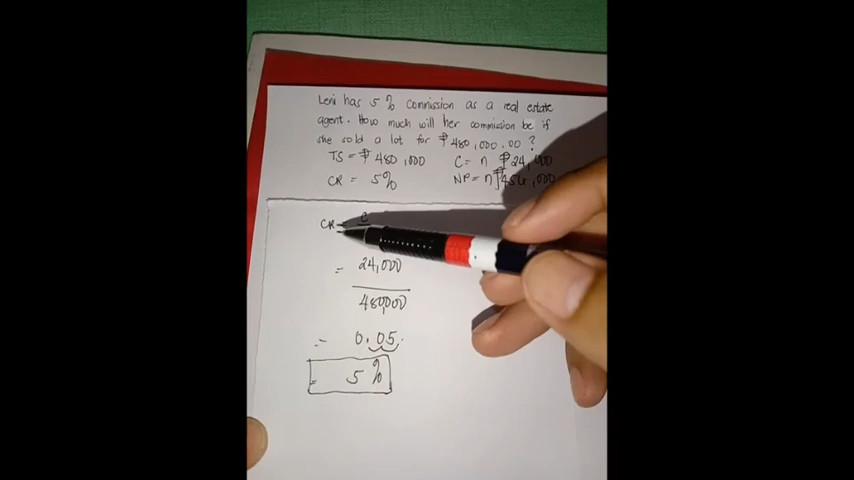 Leni has 5% commission as a real estate
agent. How much will her commission be if
she sold a lot for ₱480,000.00?
TS = ₱480,000 C = n ₱24,000
CR = 5% NP = n ₱456,000
CR = C
= 24,000
480,000
= 0.05.
= 5%